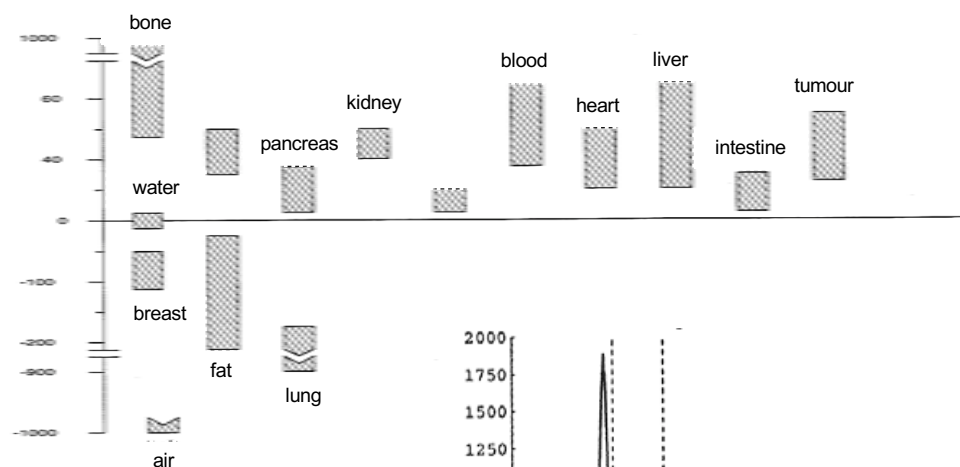 bone
1000
blood
liver
tumour
60
kidney
heart
pancreas
intestine
40
water
0
-100
breast
-200
fat
-900
lung
-1000
air
2000
1750
1500
1250